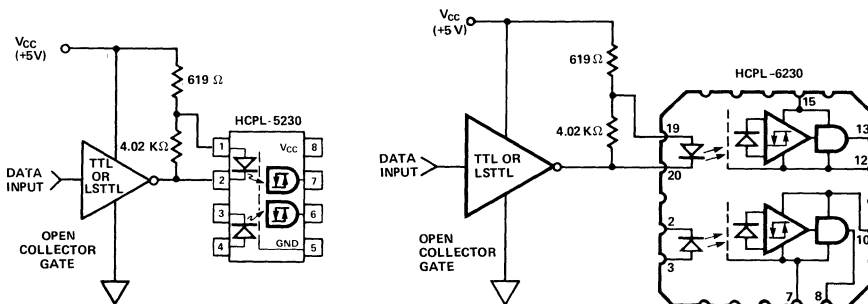 VCC
(+5V)
619 Ω
HCPL-5230
4.02 KΩ
1
VCC
8
DATA
INPUT
TTL OR
LSTTL
2
7
3
6
4
GND
5
OPEN
COLLECTOR
GATE
VCC
(+5V)
619 Ω
HCPL-6230
15
4.02 KΩ
19
13
DATA
INPUT
TTL OR
LSTTL
20
12
2
10
3
OPEN
COLLECTOR
GATE
7
8